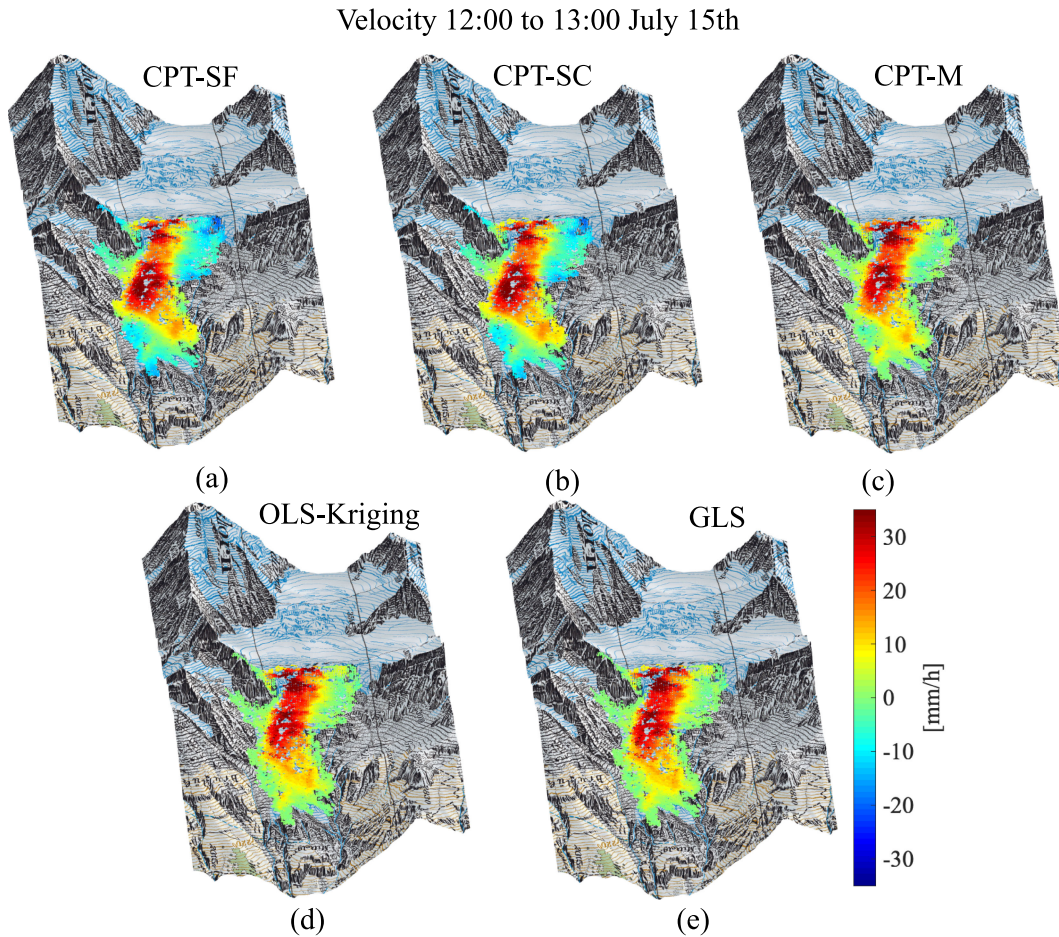 Velocity 12:00 to 13:00 July 15th
CPT-SF
CPT-SC
CPT-M
(a)
(b)
(c)
OLS-Kriging
GLS
30
20
10
0
-10
-20
-30
[mm/h]
(d)
(e)